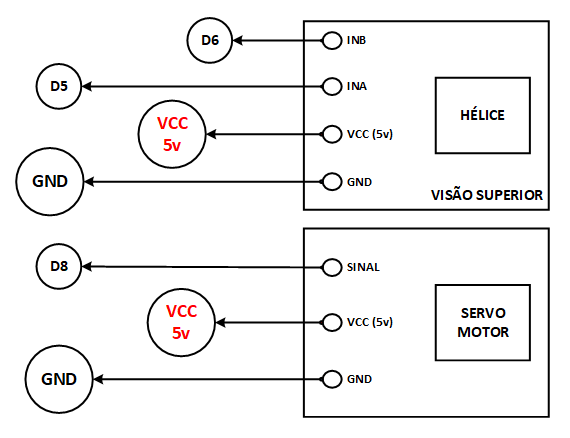 D6
INB
D5
INA
HÉLICE
VCC
5v
VCC (5v)
GND
GND
VISÃO SUPERIOR
D8
SINAL
VCC
5v
VCC (5v)
SERVO
MOTOR
GND
GND